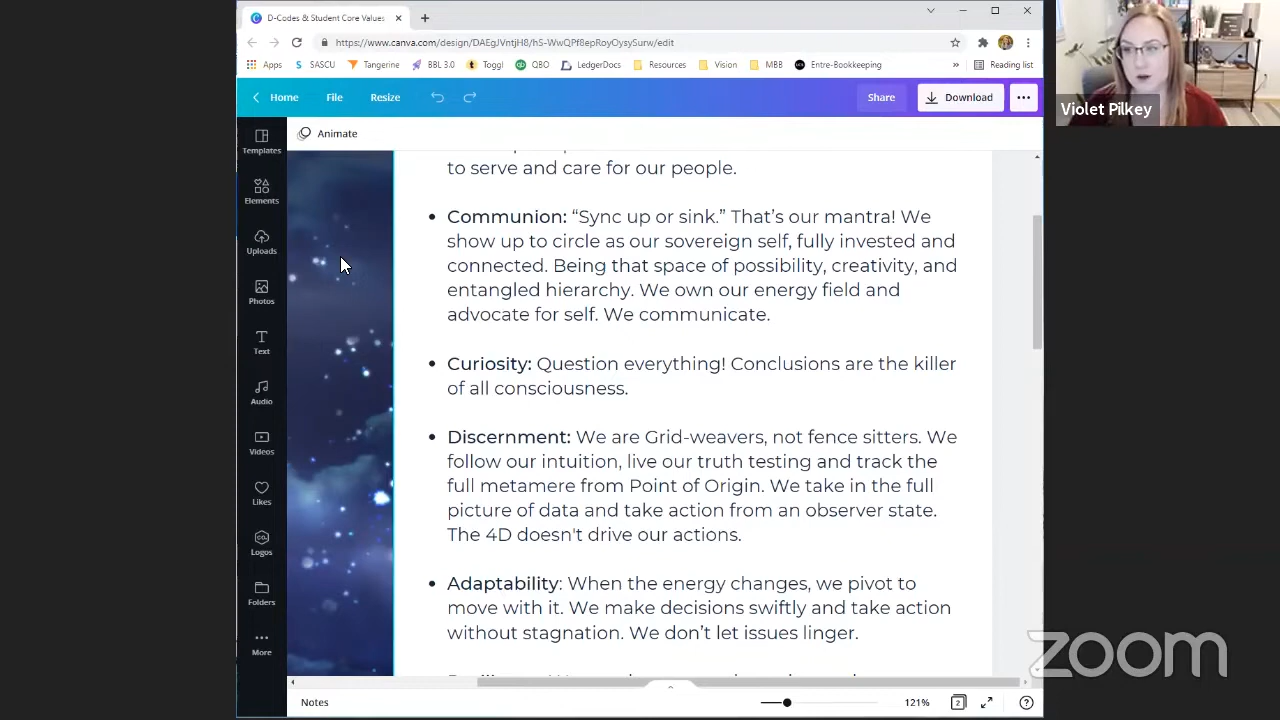 D-Codes & Student Core Values
https://www.canva.com/design/DAEgJVntjH8/hS-WwQPf8epRoyOysySurw/edit
Apps SASCU Tangerine BBL 3.0 Toggl QBO LedgerDocs Resources Vision MBB Entre-Bookkeeping » Reading list
Home File Resize Share Download
Animate
Templates
Elements
Uploads
Photos
Text
Audio
Videos
Likes
Logos
Folders
More
to serve and care for our people.
• Communion: “Sync up or sink.” That’s our mantra! We
show up to circle as our sovereign self, fully invested and
connected. Being that space of possibility, creativity, and
entangled hierarchy. We own our energy field and
advocate for self. We communicate.
• Curiosity: Question everything! Conclusions are the killer
of all consciousness.
• Discernment: We are Grid-weavers, not fence sitters. We
follow our intuition, live our truth testing and track the
full metamere from Point of Origin. We take in the full
picture of data and take action from an observer state.
The 4D doesn't drive our actions.
• Adaptability: When the energy changes, we pivot to
move with it. We make decisions swiftly and take action
without stagnation. We don’t let issues linger.
Notes 121% 2
Violet Pilkey
zoom